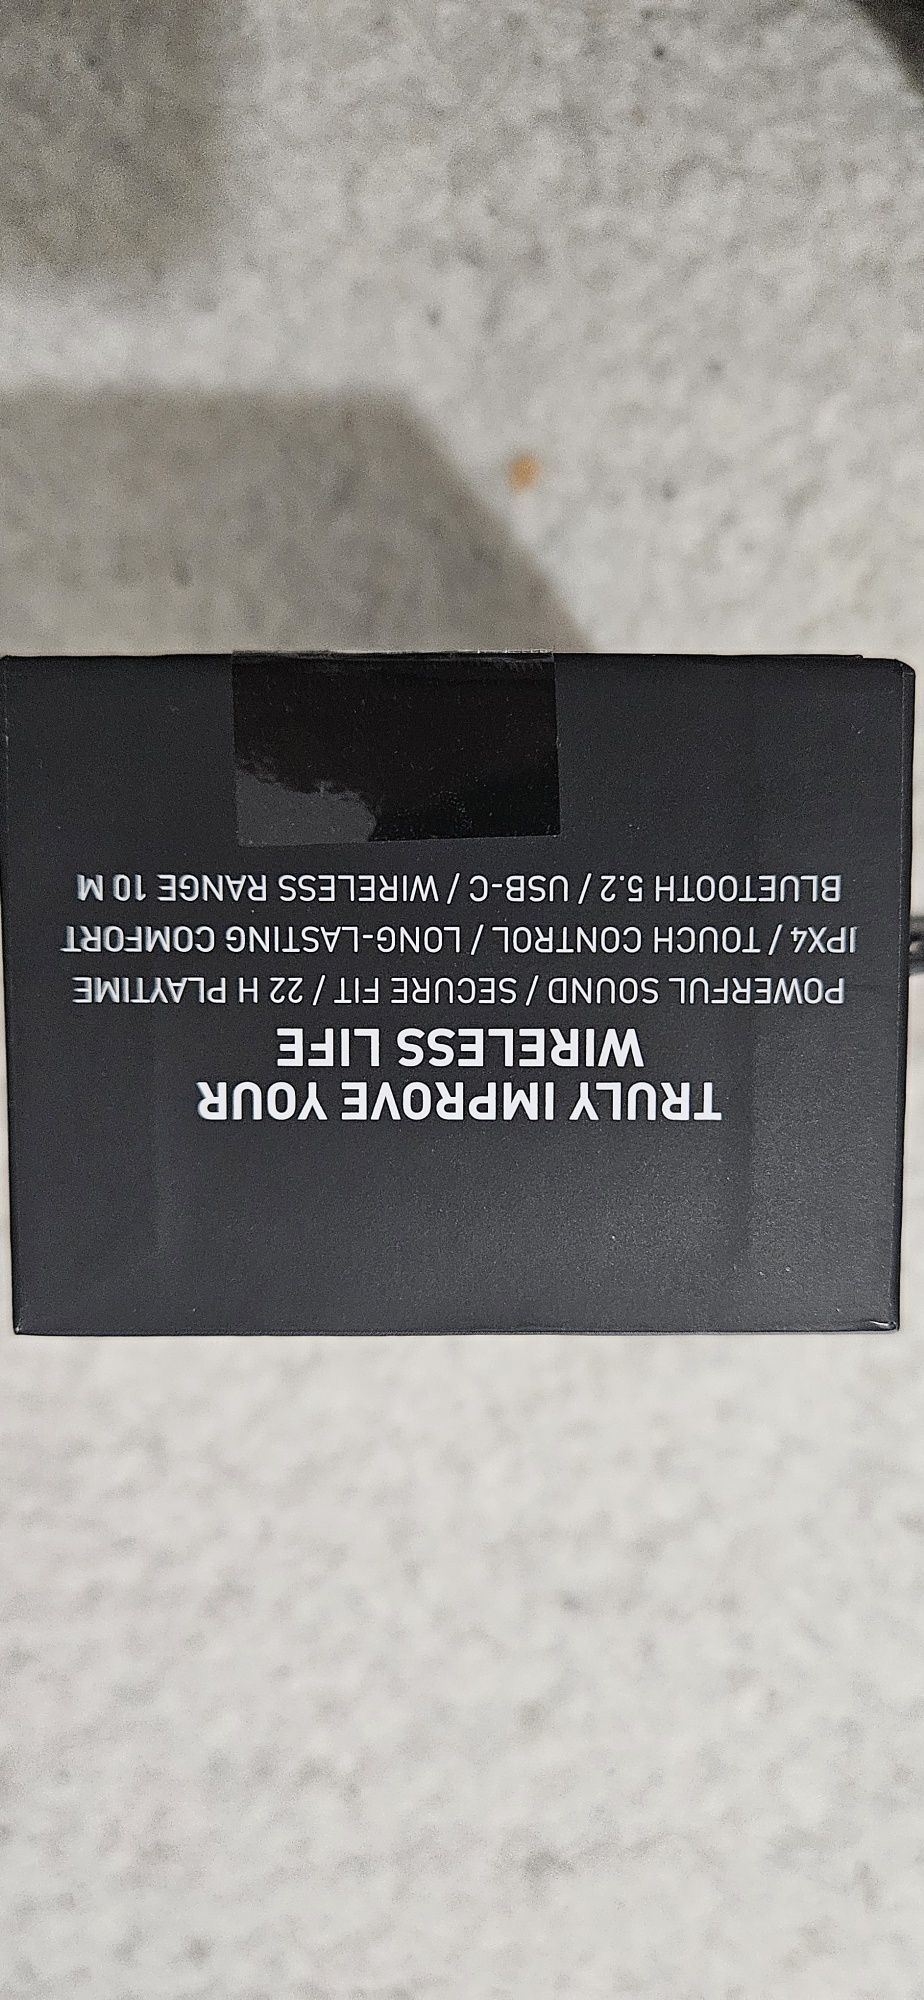 TRULY IMPROVE YOUR
WIRELESS LIFE
POWERFUL SOUND / SECURE FIT / 22 H PLAYTIME
IPX4 / TOUCH CONTROL / LONG-LASTING COMFORT
BLUETOOTH 5.2 / USB-C / WIRELESS RANGE 10 M